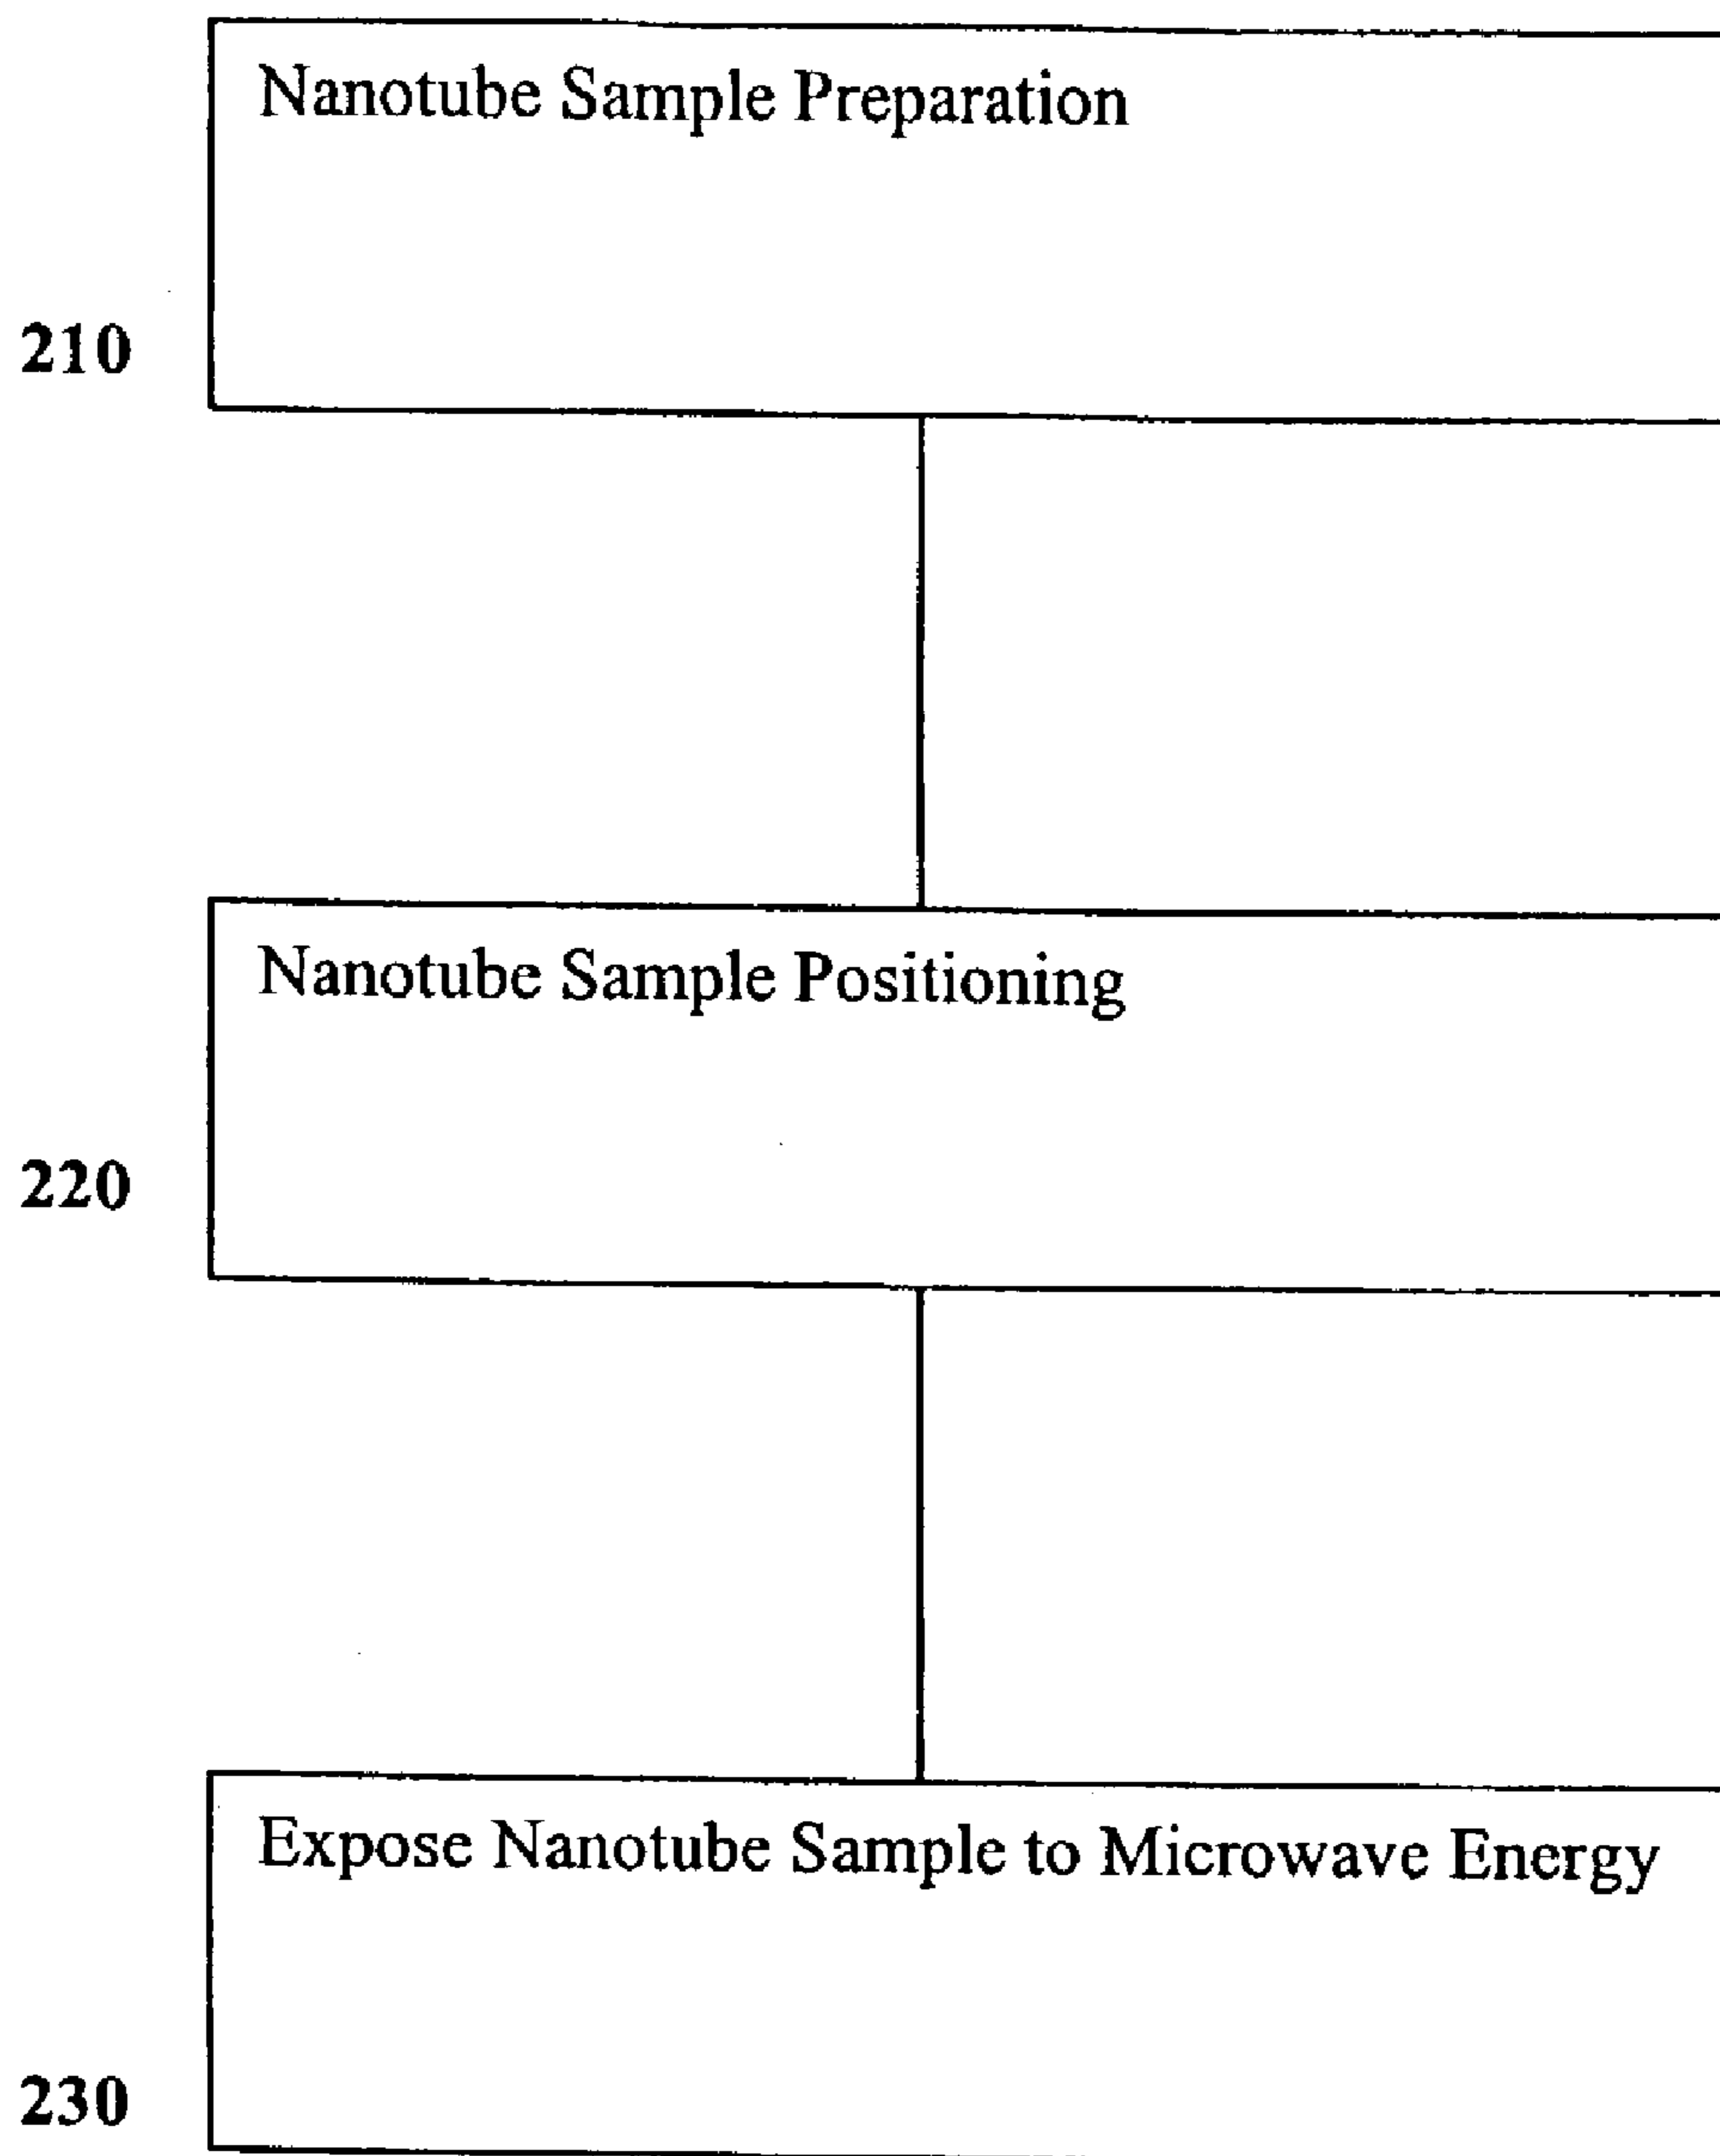 Nanotube Sample Preparation
210
Nanotube Sample Positioning
220
Expose Nanotube Sample to Microwave Energy
230